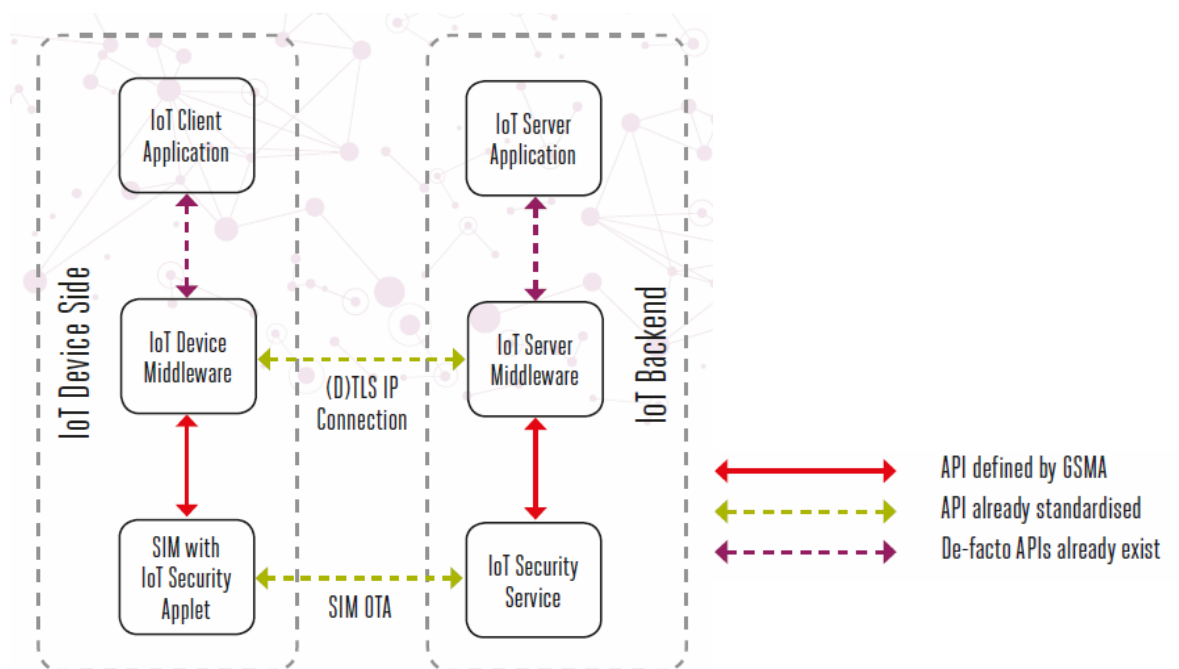 IoT Client
Application
IoT Server
Application
IoT Device Side
IoT Device
Middleware
(D)TLS IP
Connection
IoT Server
Middleware
IoT Backend
SIM with
IoT Security
Applet
SIM OTA
IoT Security
Service
API defined by GSMA
API already standardised
De-facto APIs already exist